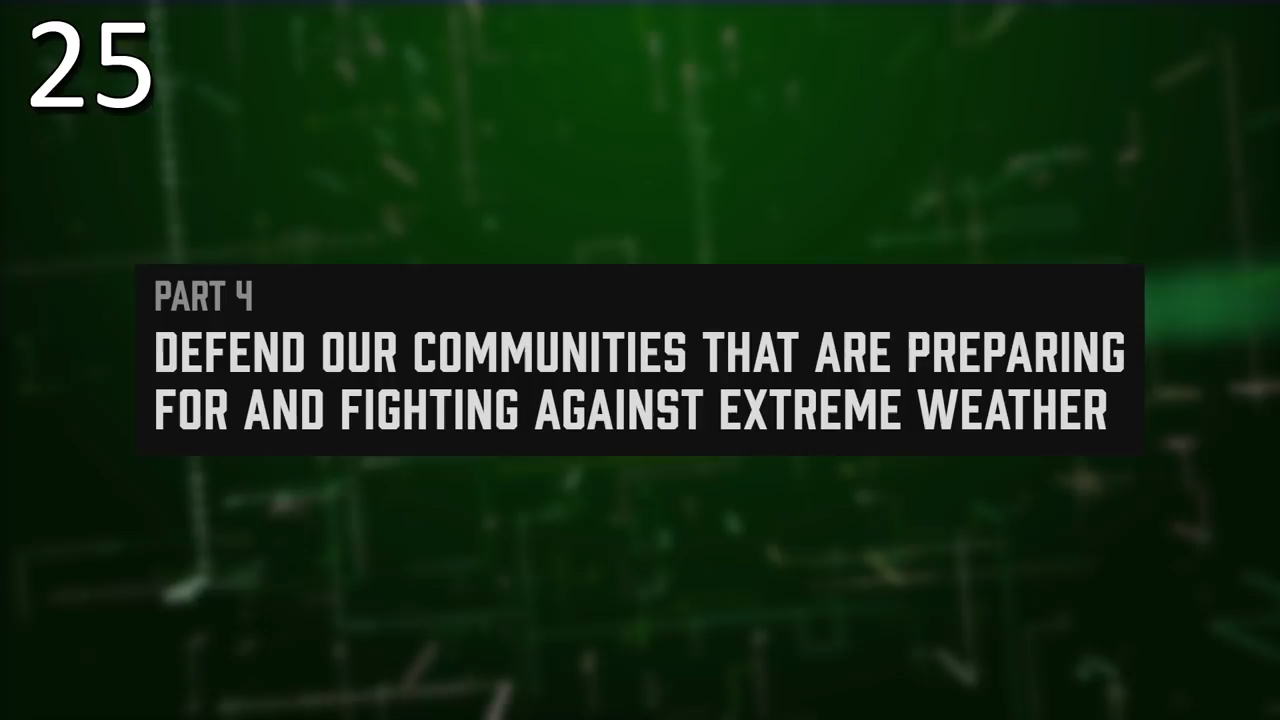 25
PART 4
DEFEND OUR COMMUNITIES THAT ARE PREPARING
FOR AND FIGHTING AGAINST EXTREME WEATHER